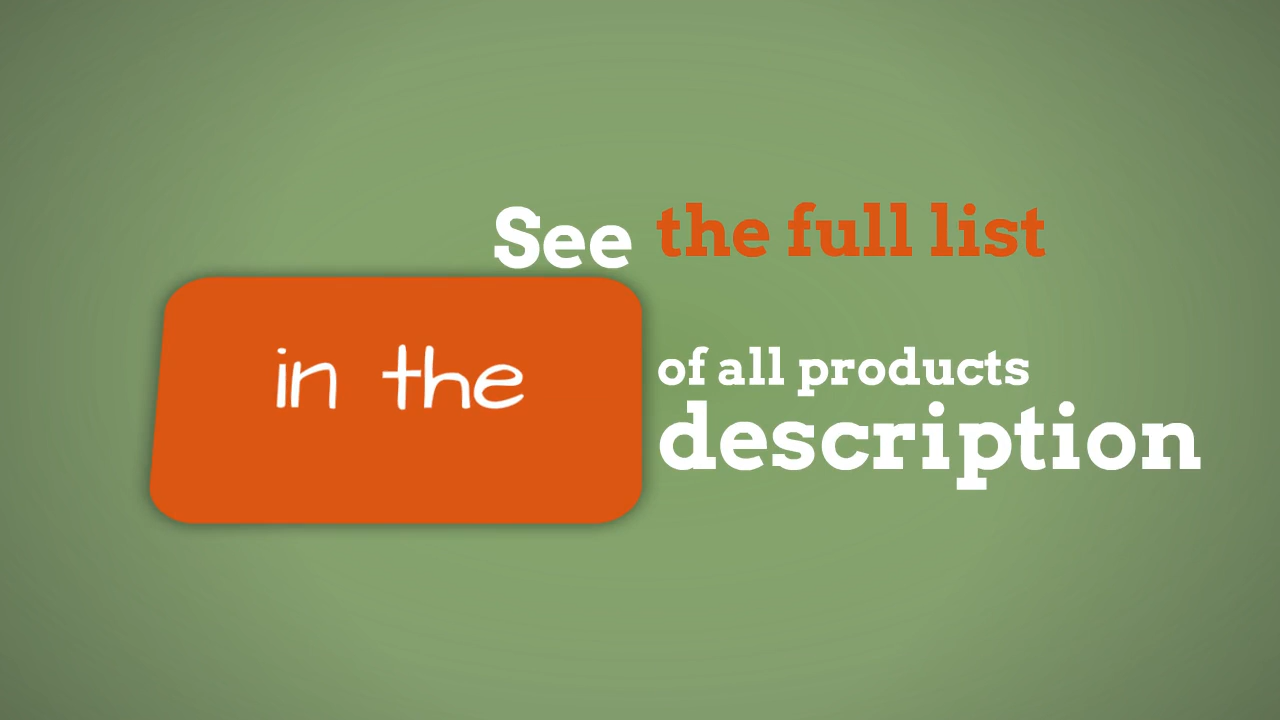 See the full list
of all products
in the
description